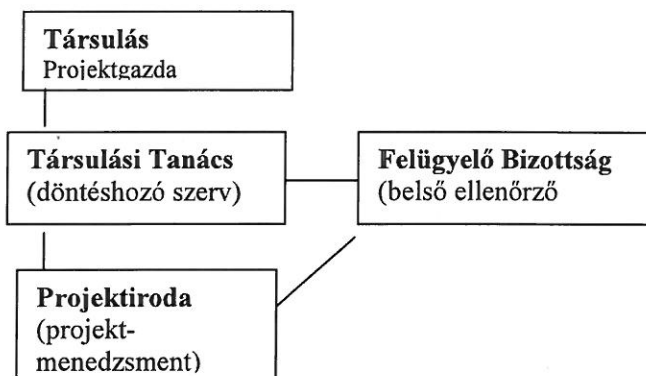 Társulás
Projektgazda
Társulási Tanács
(döntéshozó szerv)
Felügyelő Bizottság
(belső ellenőrző
Projektiroda
(projekt-
menedzsment)